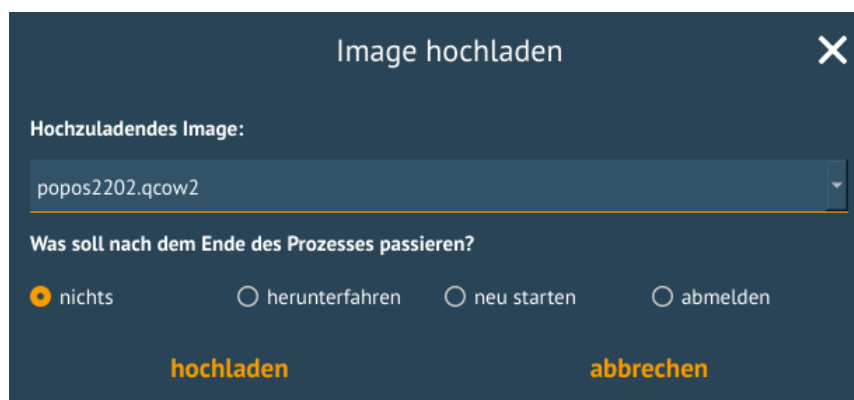 Image hochladen
Hochzuladendes Image:
popos2202.qcow2
Was soll nach dem Ende des Prozesses passieren?
nichts herunterfahren neu starten abmelden
hochladen abbrechen